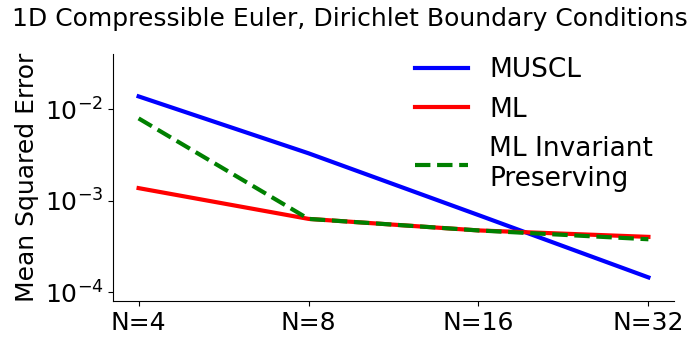 1D Compressible Euler, Dirichlet Boundary Conditions
Mean Squared Error
10⁻²
10⁻³
10⁻⁴
MUSCL
ML
ML Invariant
Preserving
N=4
N=8
N=16
N=32